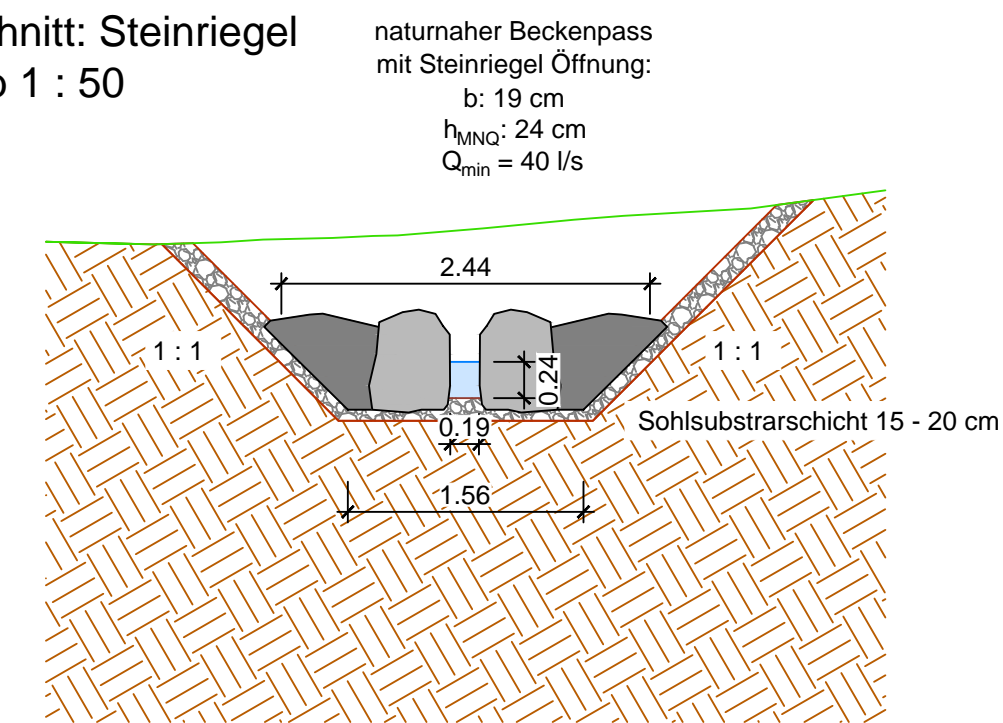 hnitt: Steinriegel
1 : 50
naturnaher Beckenpass
mit Steinriegel Öffnung:
b: 19 cm
hMNQ: 24 cm
Qmin = 40 l/s
2.44
1 : 1
1 : 1
0.24
0.19
Sohlsubstrarschicht 15 - 20 cm
1.56